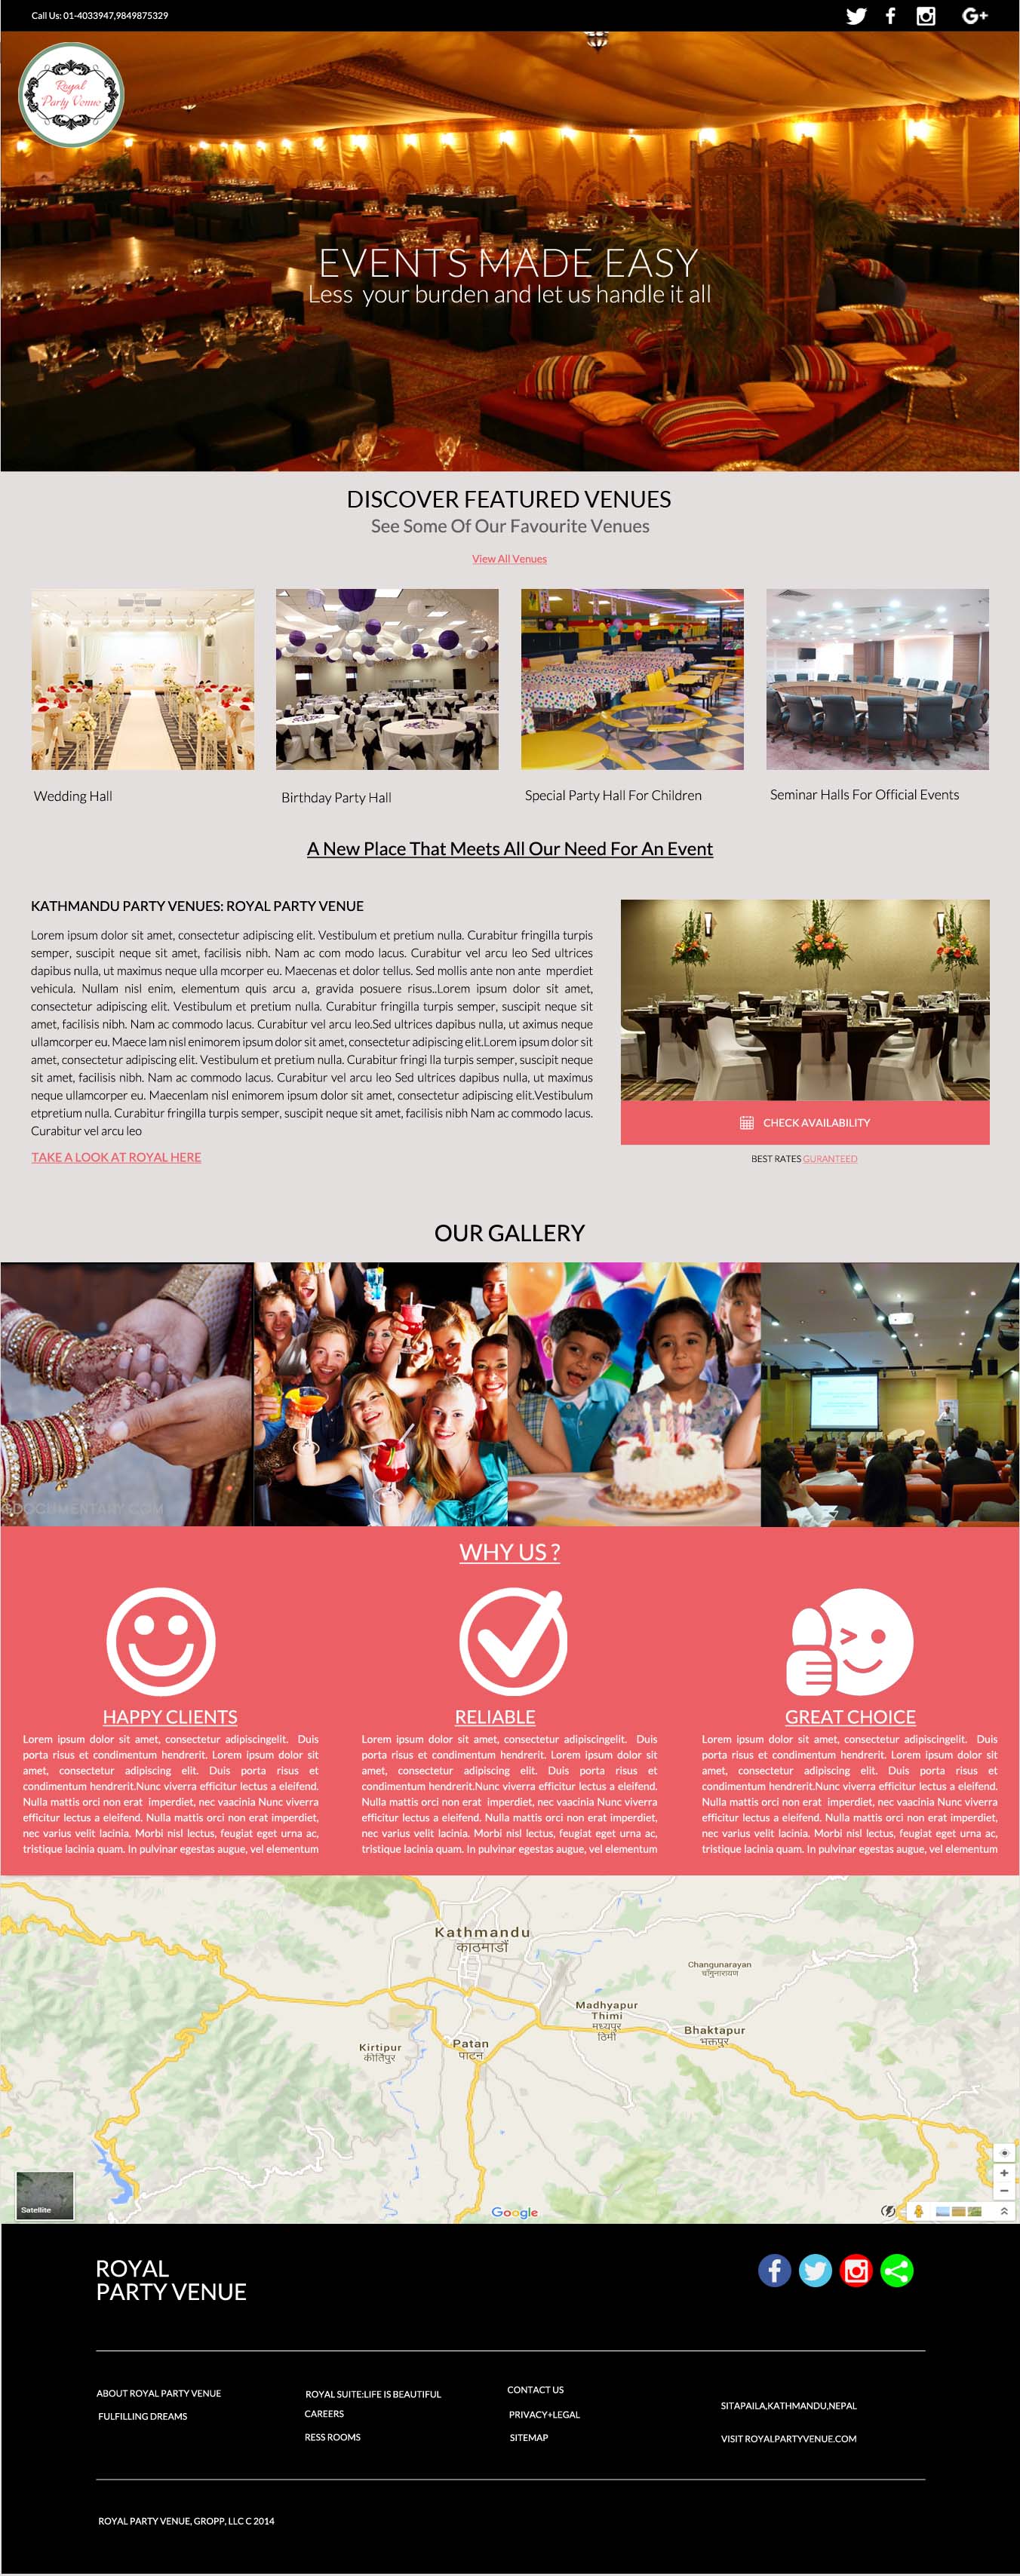 Call Us: 01-4033947,9849875329
Royal
Party Venue
EVENTS MADE EASY
Less your burden and let us handle it all
DISCOVER FEATURED VENUES
See Some Of Our Favourite Venues
View All Venues
Wedding Hall
Birthday Party Hall
Special Party Hall For Children
Seminar Halls For Official Events
A New Place That Meets All Our Need For An Event
KATHMANDU PARTY VENUES: ROYAL PARTY VENUE
Lorem ipsum dolor sit amet, consectetur adipiscing elit. Vestibulum et pretium nulla. Curabitur fringilla turpis
semper, suscipit neque sit amet, facilisis nibh. Nam ac com modo lacus. Curabitur vel arcu leo Sed ultrices
dapibus nulla, ut maximus neque ulla mcorper eu. Maecenas et dolor tellus. Sed mollis ante non ante mperdiet
vehicula. Nullam nisl enim, elementum quis arcu a, gravida posuere risus..Lorem ipsum dolor sit amet,
consectetur adipiscing elit. Vestibulum et pretium nulla. Curabitur fringilla turpis semper, suscipit neque sit
amet, facilisis nibh. Nam ac commodo lacus. Curabitur vel arcu leo.Sed ultrices dapibus nulla, ut aximus neque
ullamcorper eu. Maece lam nisl enimorem ipsum dolor sit amet, consectetur adipiscing elit.Lorem ipsum dolor sit
amet, consectetur adipiscing elit. Vestibulum et pretium nulla. Curabitur fringi lla turpis semper, suscipit neque
sit amet, facilisis nibh. Nam ac commodo lacus. Curabitur vel arcu leo Sed ultrices dapibus nulla, ut maximus
neque ullamcorper eu. Maecenlam nisl enimorem ipsum dolor sit amet, consectetur adipiscing elit.Vestibulum
etpretium nulla. Curabitur fringilla turpis semper, suscipit neque sit amet, facilisis nibh Nam ac commodo lacus.
Curabitur vel arcu leo
TAKE A LOOK AT ROYAL HERE
CHECK AVAILABILITY
BEST RATES GURANTEED
OUR GALLERY
GDOCUMENTARY.COM
WHY US ?
HAPPY CLIENTS
Lorem ipsum dolor sit amet, consectetur adipiscingelit. Duis
porta risus et condimentum hendrerit. Lorem ipsum dolor sit
amet, consectetur adipiscing elit. Duis porta risus et
condimentum hendrerit.Nunc viverra efficitur lectus a eleifend.
Nulla mattis orci non erat imperdiet, nec vaacinia Nunc viverra
efficitur lectus a eleifend. Nulla mattis orci non erat imperdiet,
nec varius velit lacinia. Morbi nisl lectus, feugiat eget urna ac,
tristique lacinia quam. In pulvinar egestas augue, vel elementum
RELIABLE
Lorem ipsum dolor sit amet, consectetur adipiscingelit. Duis
porta risus et condimentum hendrerit. Lorem ipsum dolor sit
amet, consectetur adipiscing elit. Duis porta risus et
condimentum hendrerit.Nunc viverra efficitur lectus a eleifend.
Nulla mattis orci non erat imperdiet, nec vaacinia Nunc viverra
efficitur lectus a eleifend. Nulla mattis orci non erat imperdiet,
nec varius velit lacinia. Morbi nisl lectus, feugiat eget urna ac,
tristique lacinia quam. In pulvinar egestas augue, vel elementum
GREAT CHOICE
Lorem ipsum dolor sit amet, consectetur adipiscingelit. Duis
porta risus et condimentum hendrerit. Lorem ipsum dolor sit
amet, consectetur adipiscing elit. Duis porta risus et
condimentum hendrerit.Nunc viverra efficitur lectus a eleifend.
Nulla mattis orci non erat imperdiet, nec vaacinia Nunc viverra
efficitur lectus a eleifend. Nulla mattis orci non erat imperdiet,
nec varius velit lacinia. Morbi nisl lectus, feugiat eget urna ac,
tristique lacinia quam. In pulvinar egestas augue, vel elementum
Kathmandu
काठमाडौं
Changunarayan
चाँगुनारायण
Madhyapur
Thimi
मध्यपुर
ठिमी
Bhaktapur
भक्तपुर
Kirtipur
कीर्तिपुर
Patan
पाटन
Satellite
Google
ROYAL
PARTY VENUE
ABOUT ROYAL PARTY VENUE
FULFILLING DREAMS
ROYAL SUITE:LIFE IS BEAUTIFUL
CAREERS
RESS ROOMS
CONTACT US
PRIVACY+LEGAL
SITEMAP
SITAPAILA,KATHMANDU,NEPAL
VISIT ROYALPARTYVENUE.COM
ROYAL PARTY VENUE, GROPP, LLC C 2014